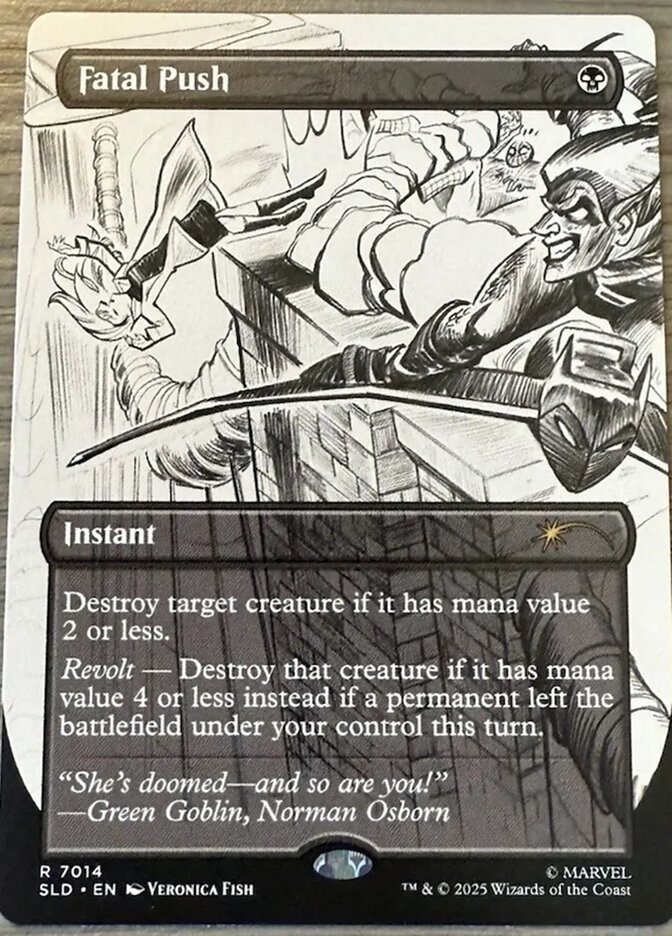 Fatal Push
Instant
Destroy target creature if it has mana value
2 or less.
Revolt — Destroy that creature if it has mana
value 4 or less instead if a permanent left the
battlefield under your control this turn.
“She’s doomed—and so are you!”
—Green Goblin, Norman Osborn
R 7014
SLD • EN Veronica Fish
© MARVEL
™ & © 2025 Wizards of the Coast